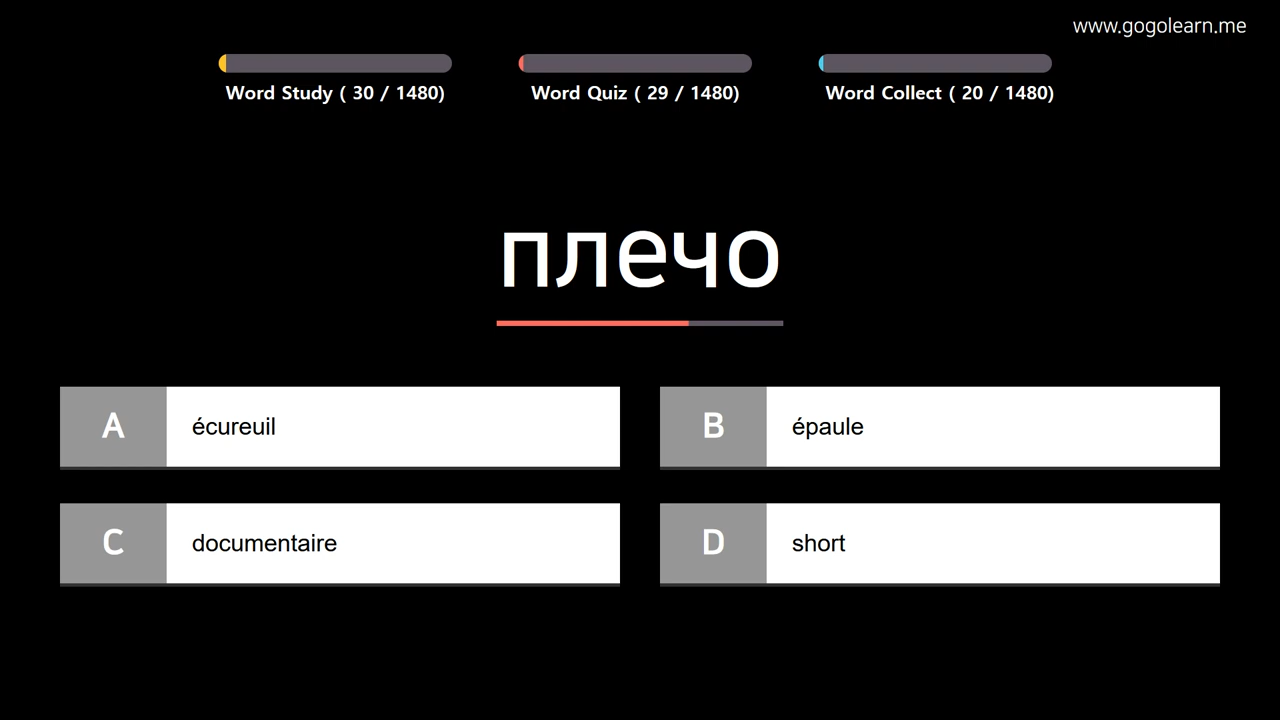 www.gogolearn.me
Word Study ( 30 / 1480)
Word Quiz ( 29 / 1480)
Word Collect ( 20 / 1480)
плечо
A écureuil
B épaule
C documentaire
D short